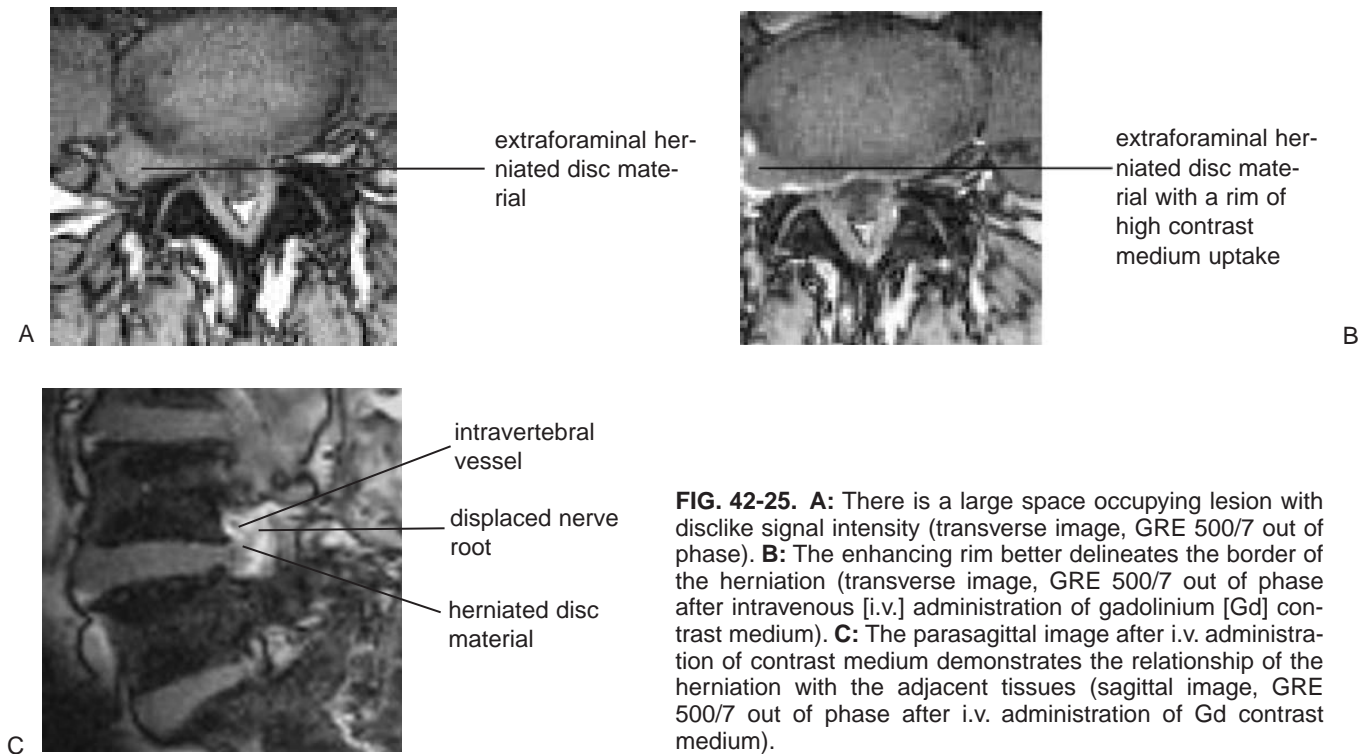 extraforaminal her-
niated disc mate-
rial
A
extraforaminal her-
niated disc mate-
rial with a rim of
high contrast
medium uptake
B
intravertebral
vessel
displaced nerve
root
herniated disc
material
C
FIG. 42-25. A: There is a large space occupying lesion with
disclike signal intensity (transverse image, GRE 500/7 out of
phase). B: The enhancing rim better delineates the border of
the herniation (transverse image, GRE 500/7 out of phase
after intravenous [i.v.] administration of gadolinium [Gd] con-
trast medium). C: The parasagittal image after i.v. administra-
tion of contrast medium demonstrates the relationship of the
herniation with the adjacent tissues (sagittal image, GRE
500/7 out of phase after i.v. administration of Gd contrast
medium).